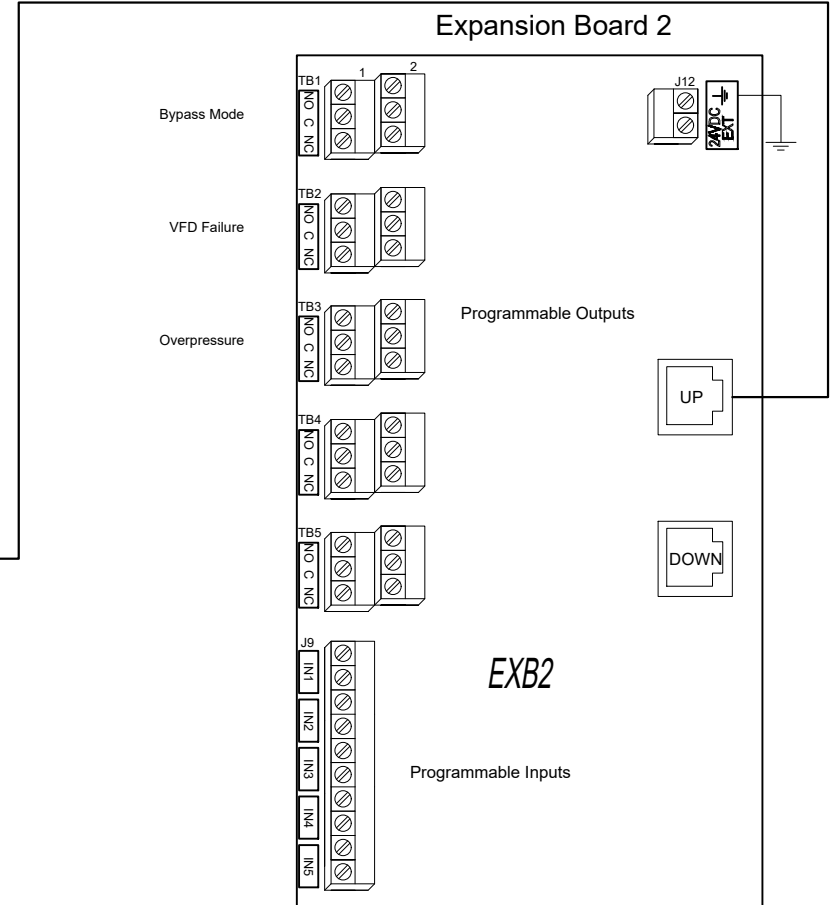 Expansion Board 2
TB1
1
2
NO C NC
Bypass Mode
J12
24VDC
EXT
TB2
NO C NC
VFD Failure
TB3
NO C NC
Overpressure
Programmable Outputs
UP
TB4
NO C NC
TB5
NO C NC
DOWN
J9
IN1
IN2
IN3
IN4
IN5
EXB2
Programmable Inputs